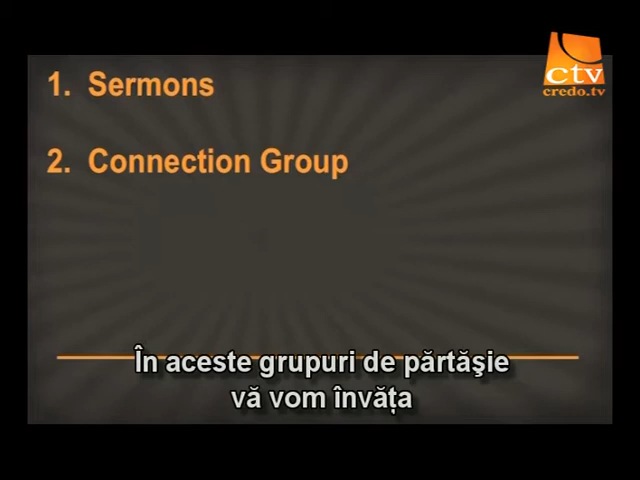 ctv
credo.tv
1. Sermons
2. Connection Group
În aceste grupuri de părtăşie
vă vom învăța